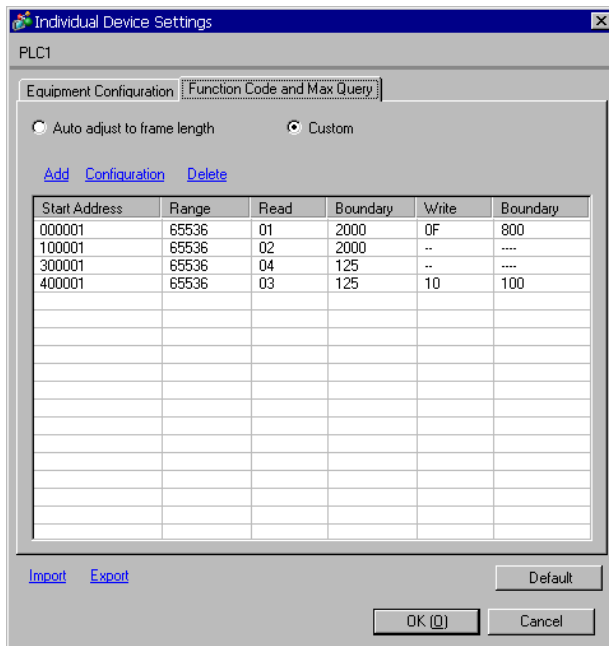 Individual Device Settings
PLC1
Equipment Configuration Function Code and Max Query
Auto adjust to frame length Custom
Add Configuration Delete
Start Address Range Read Boundary Write Boundary
000001 65536 01 2000 0F 800
100001 65536 02 2000 -- ----
300001 65536 04 125 -- ----
400001 65536 03 125 10 100
Import Export Default
OK (O) Cancel